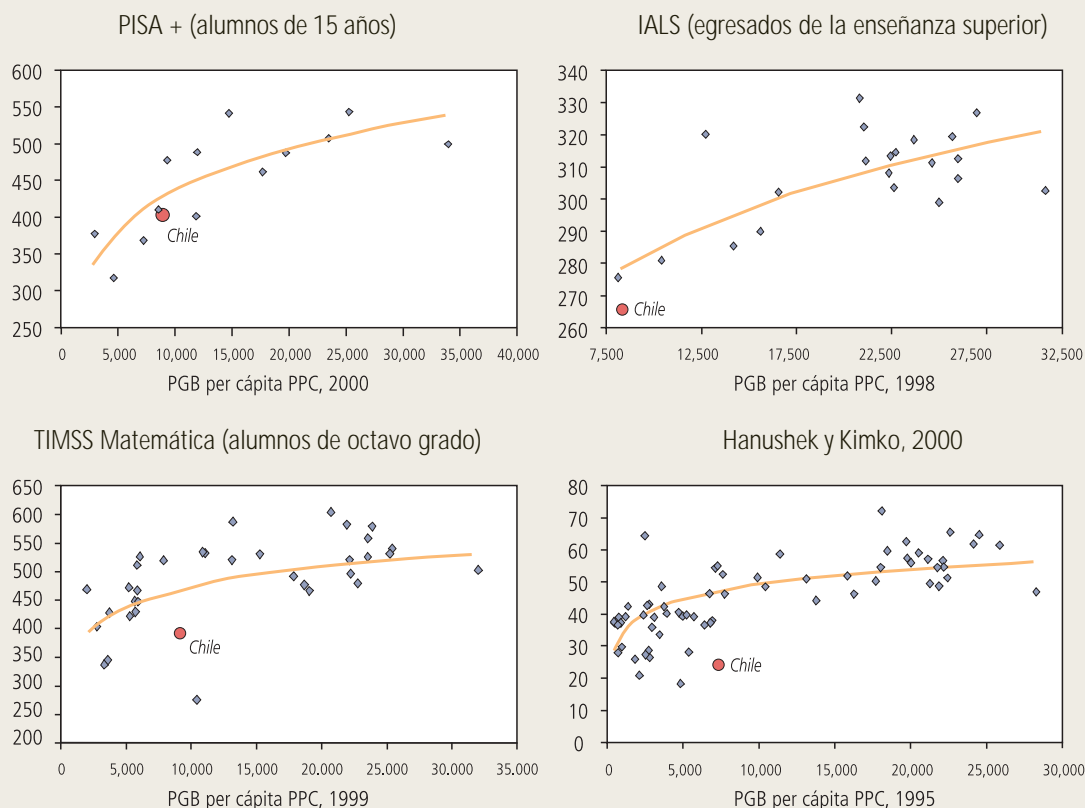 PISA + (alumnos de 15 años)
600
550
500
450
400
350
300
250
Chile
0 5,000 10,000 15,000 20,000 25,000 30,000 35,000 40,000
PGB per cápita PPC, 2000
IALS (egresados de la enseñanza superior)
340
330
320
310
300
290
280
270
260
Chile
7,500 12,500 17,500 22,500 27,500 32,500
PGB per cápita PPC, 1998
TIMSS Matemática (alumnos de octavo grado)
650
600
550
500
450
400
350
300
250
200
Chile
0 5,000 10,000 15,000 20.000 25.000 30.000 35.000
PGB per cápita PPC, 1999
Hanushek y Kimko, 2000
80
70
60
50
40
30
20
10
0
Chile
0 5,000 10,000 15,000 20,000 25,000 30,000
PGB per cápita PPC, 1995